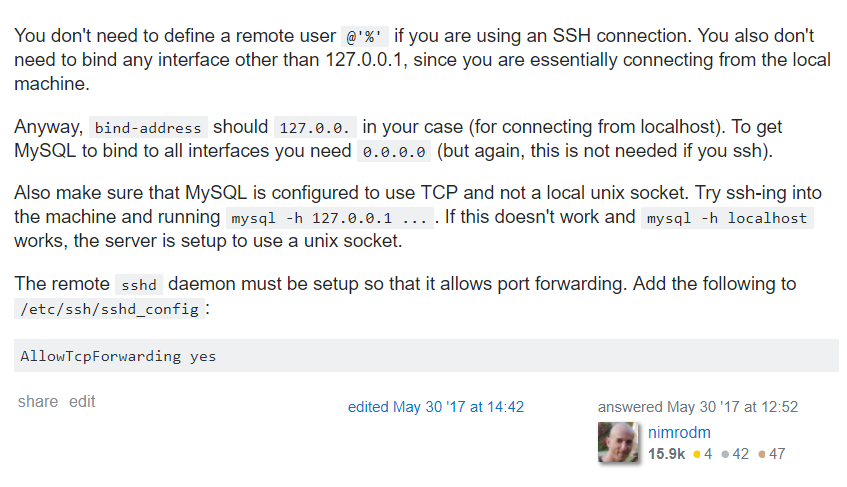 You don't need to define a remote user @'%' if you are using an SSH connection. You also don't
need to bind any interface other than 127.0.0.1, since you are essentially connecting from the local
machine.
Anyway, bind-address should 127.0.0. in your case (for connecting from localhost). To get
MySQL to bind to all interfaces you need 0.0.0.0 (but again, this is not needed if you ssh).
Also make sure that MySQL is configured to use TCP and not a local unix socket. Try ssh-ing into
the machine and running mysql -h 127.0.0.1 ... . If this doesn't work and mysql -h localhost
works, the server is setup to use a unix socket.
The remote sshd daemon must be setup so that it allows port forwarding. Add the following to
/etc/ssh/sshd_config :
AllowTcpForwarding yes
share edit
edited May 30 '17 at 14:42
answered May 30 '17 at 12:52
nimrodm
15.9k 4 42 47